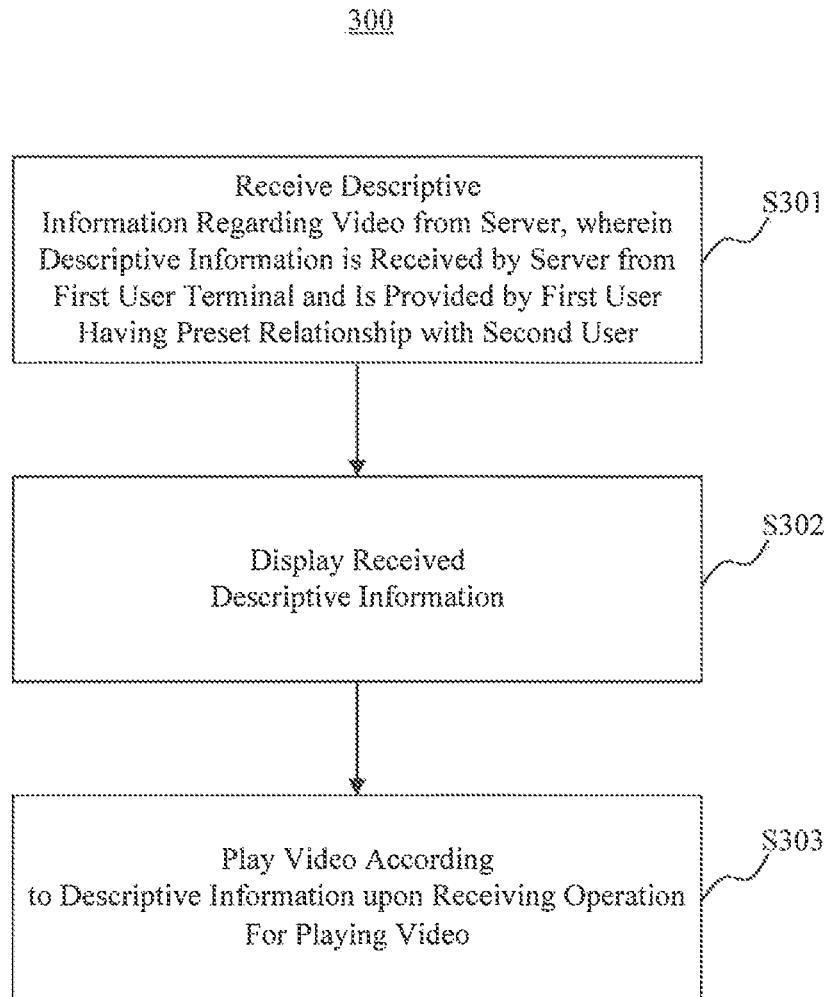 300
Receive Descriptive
Information Regarding Video from Server, wherein
Descriptive Information is Received by Server from
First User Terminal and Is Provided by First User
Having Preset Relationship with Second User
S301
Display Received
Descriptive Information
S302
Play Video According
to Descriptive Information upon Receiving Operation
For Playing Video
S303